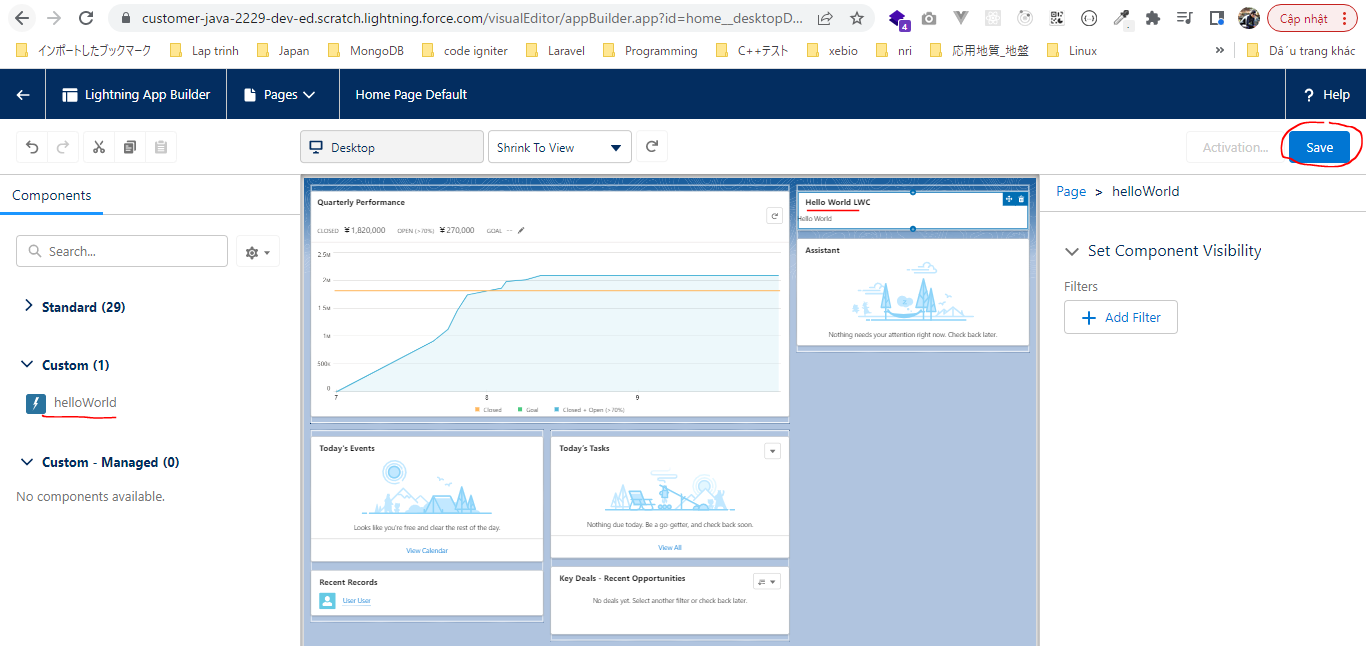 customer-java-2229-dev-ed.scratch.lightning.force.com/visualEditor/appBuilder.app?id=home__desktopD...
4
Cập nhật
インポートしたブックマーク
Lap trinh
Japan
MongoDB
code igniter
Laravel
Programming
C++テスト
xebio
nri
応用地質_地盤
Linux
»
Dấu trang khác
Lightning App Builder
Pages
Home Page Default
? Help
Desktop
Shrink To View
Activation...
Save
Components
Search...
Standard (29)
Custom (1)
helloWorld
Custom - Managed (0)
No components available.
Quarterly Performance
CLOSED ¥1,820,000 OPEN (>70%) ¥270,000 GOAL --
2.5M
2M
1.5M
1M
500K
0
7 8 9
Closed Goal Closed + Open (>70%)
Today's Events
Looks like you're free and clear the rest of the day.
View Calendar
Recent Records
User User
Today's Tasks
Nothing due today. Be a go-getter, and check back soon.
View All
Key Deals - Recent Opportunities
No deals yet. Select another filter or check back later.
Hello World LWC
Hello World
Assistant
Nothing needs your attention right now. Check back later.
Page > helloWorld
Set Component Visibility
Filters
+ Add Filter